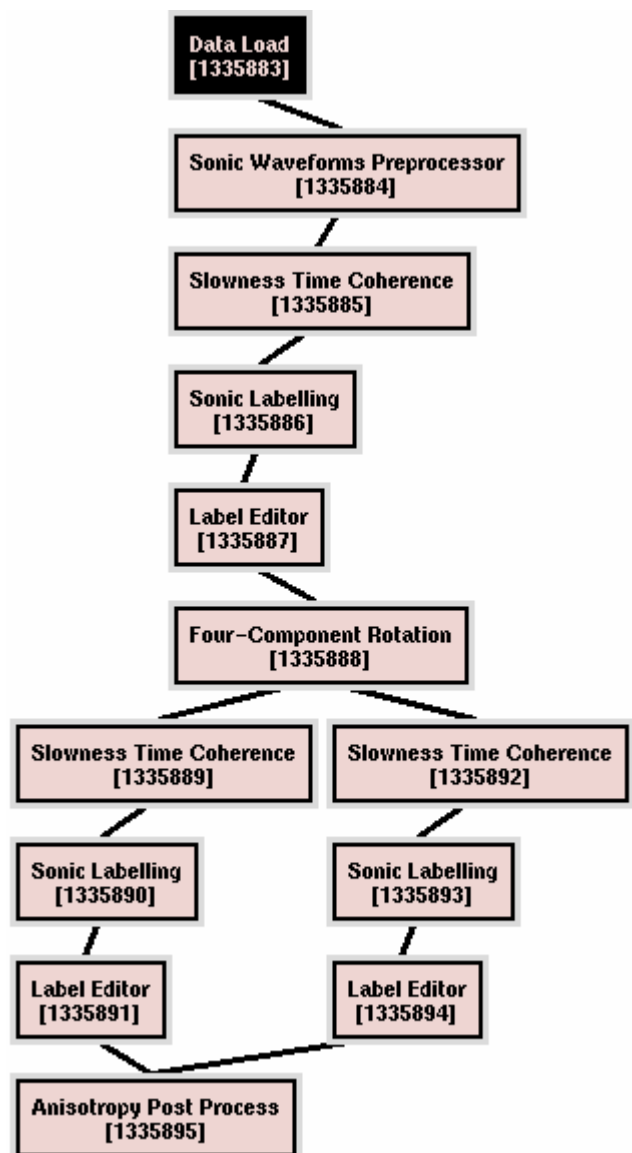 Data Load
[1335883]
Sonic Waveforms Preprocessor
[1335884]
Slowness Time Coherence
[1335885]
Sonic Labelling
[1335886]
Label Editor
[1335887]
Four-Component Rotation
[1335888]
Slowness Time Coherence
[1335889]
Slowness Time Coherence
[1335892]
Sonic Labelling
[1335890]
Sonic Labelling
[1335893]
Label Editor
[1335891]
Label Editor
[1335894]
Anisotropy Post Process
[1335895]